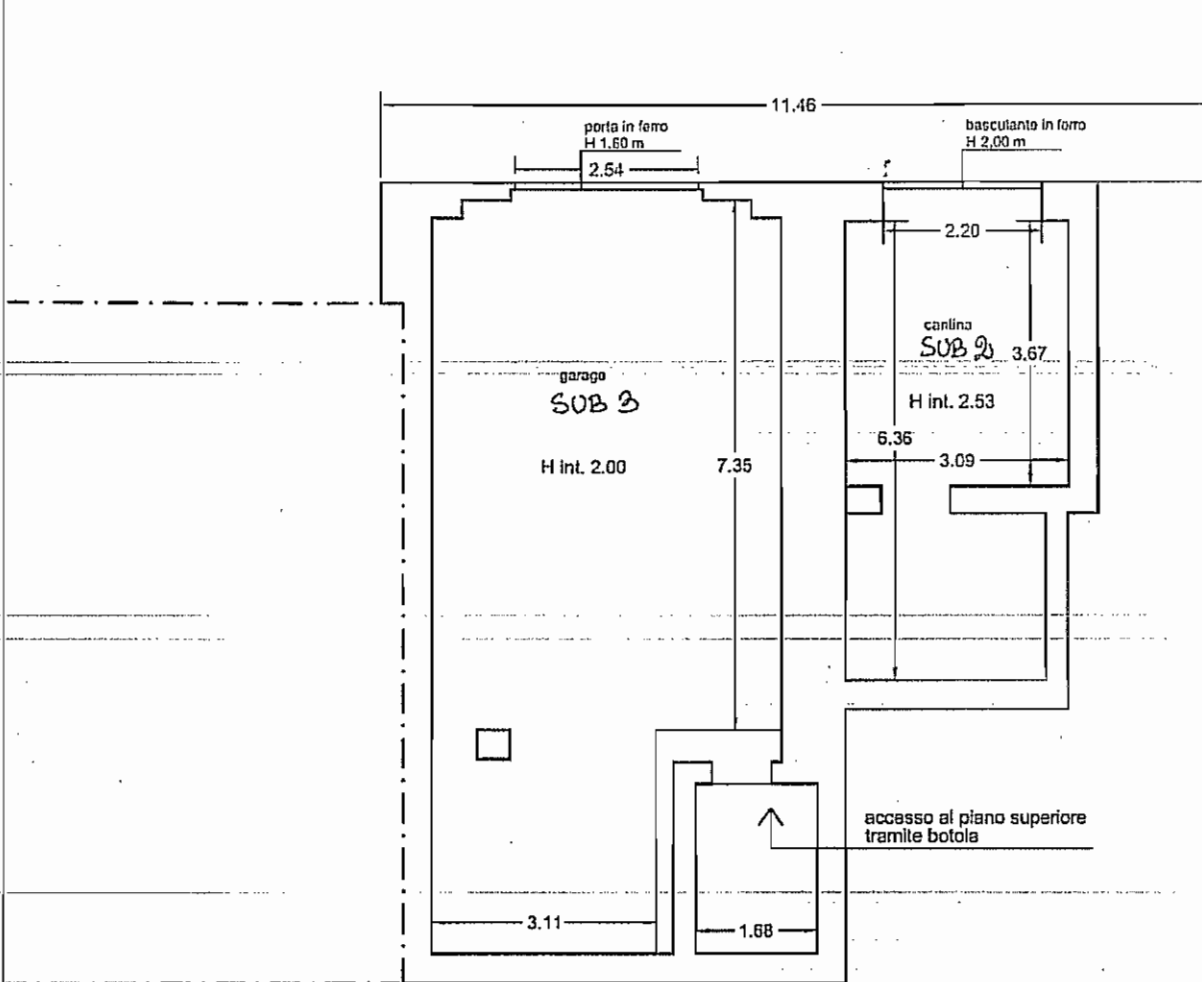 11.46
porta in ferro
H 1,60 m
2.54
basculante in ferro
H 2,00 m
2.20
cantina
SUB 2
3.67
H int. 2.53
garage
SUB 3
H int. 2.00
7.35
6.36
3.09
accesso al piano superiore
tramite botola
3.11
1.68